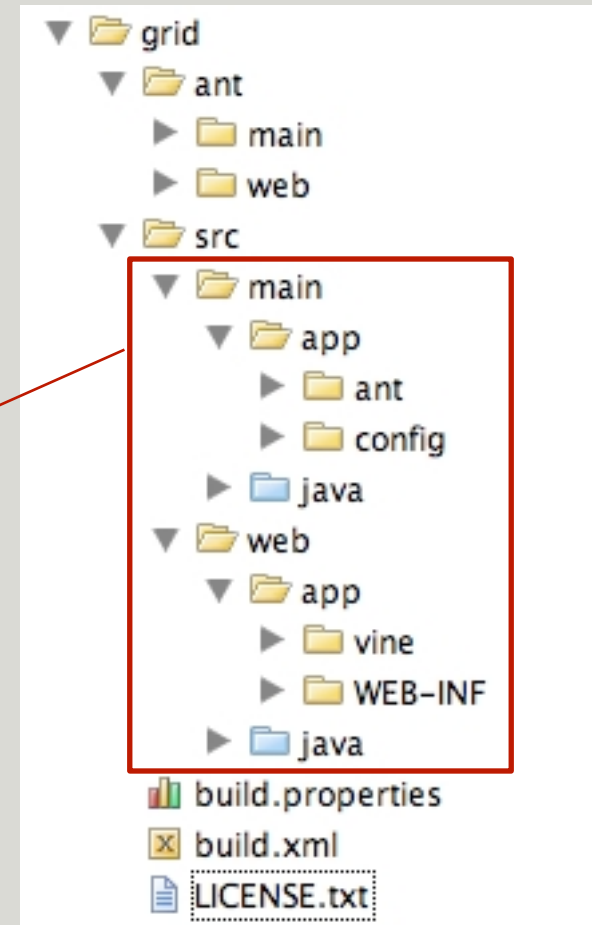 grid
ant
main
web
src
main
app
ant
config
java
web
app
vine
WEB-INF
java
build.properties
build.xml
LICENSE.txt